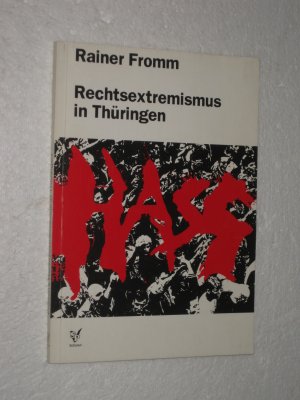 Rainer Fromm
Rechtsextremismus
in Thüringen
HASS